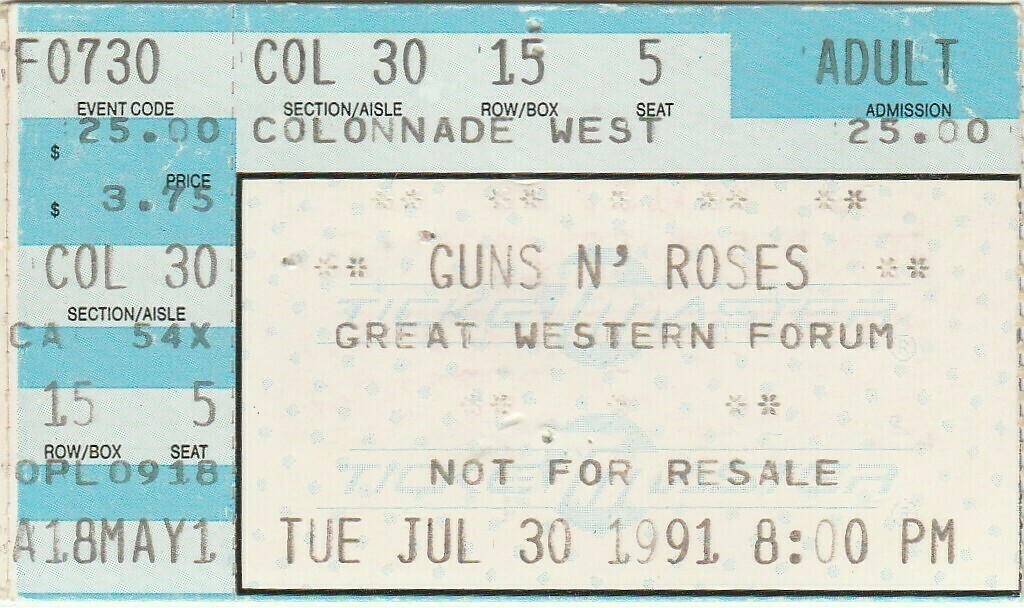 F0730
EVENT CODE
$ 25.00
PRICE
$ 3.75
COL 30
SECTION/AISLE
CA 54X
15 5
ROW/BOX SEAT
OPL0918
A18MAY1
COL 30 15 5 ADULT
SECTION/AISLE ROW/BOX SEAT ADMISSION
COLONNADE WEST 25.00
** ** * ** **
** GUNS N' ROSES **
TICKETMASTER
GREAT WESTERN FORUM ®
** * **
NOT FOR RESALE
TICKETMASTER
TUE JUL 30 1991 8:00 PM